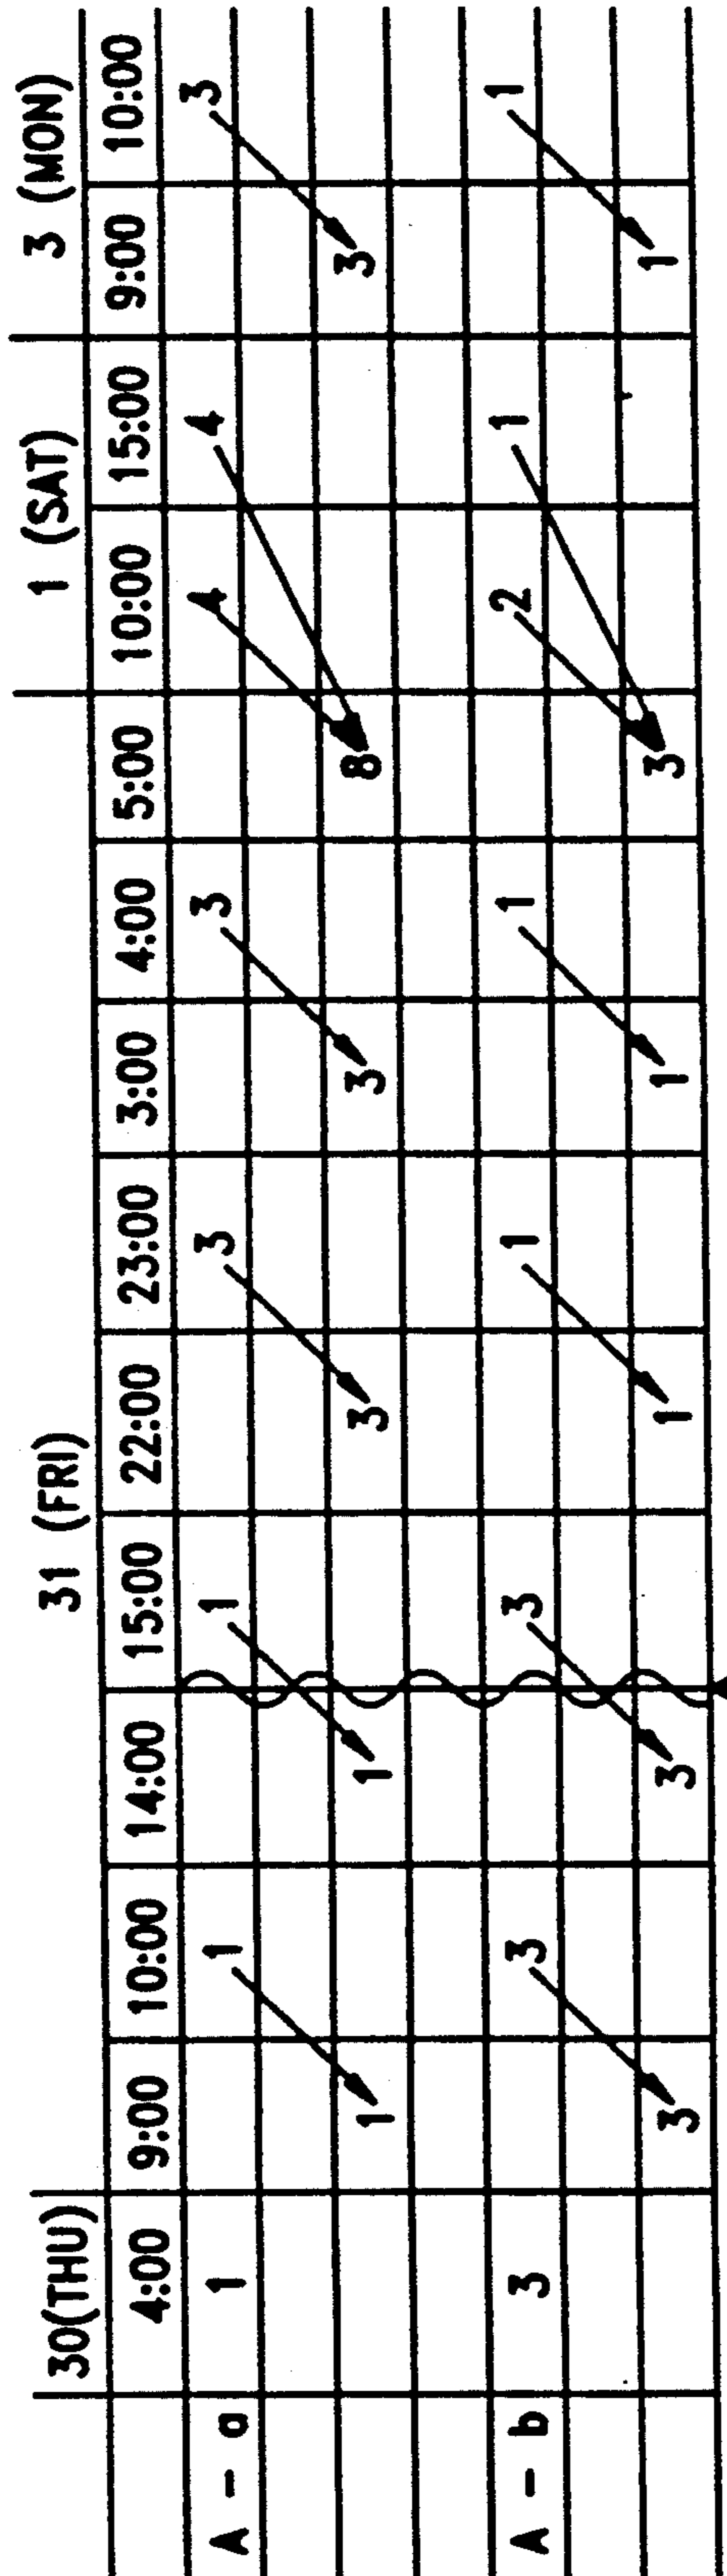 30(THU) 31 (FRI) 1 (SAT) 3 (MON)
4:00 9:00 10:00 14:00 15:00 22:00 23:00 3:00 4:00 5:00 10:00 15:00 9:00 10:00
A - a 1 1 1 3 3 4 4 3
1 1 3 3 8 3
A - b 3 3 3 1 1 2 1 1
3 3 1 1 3 1